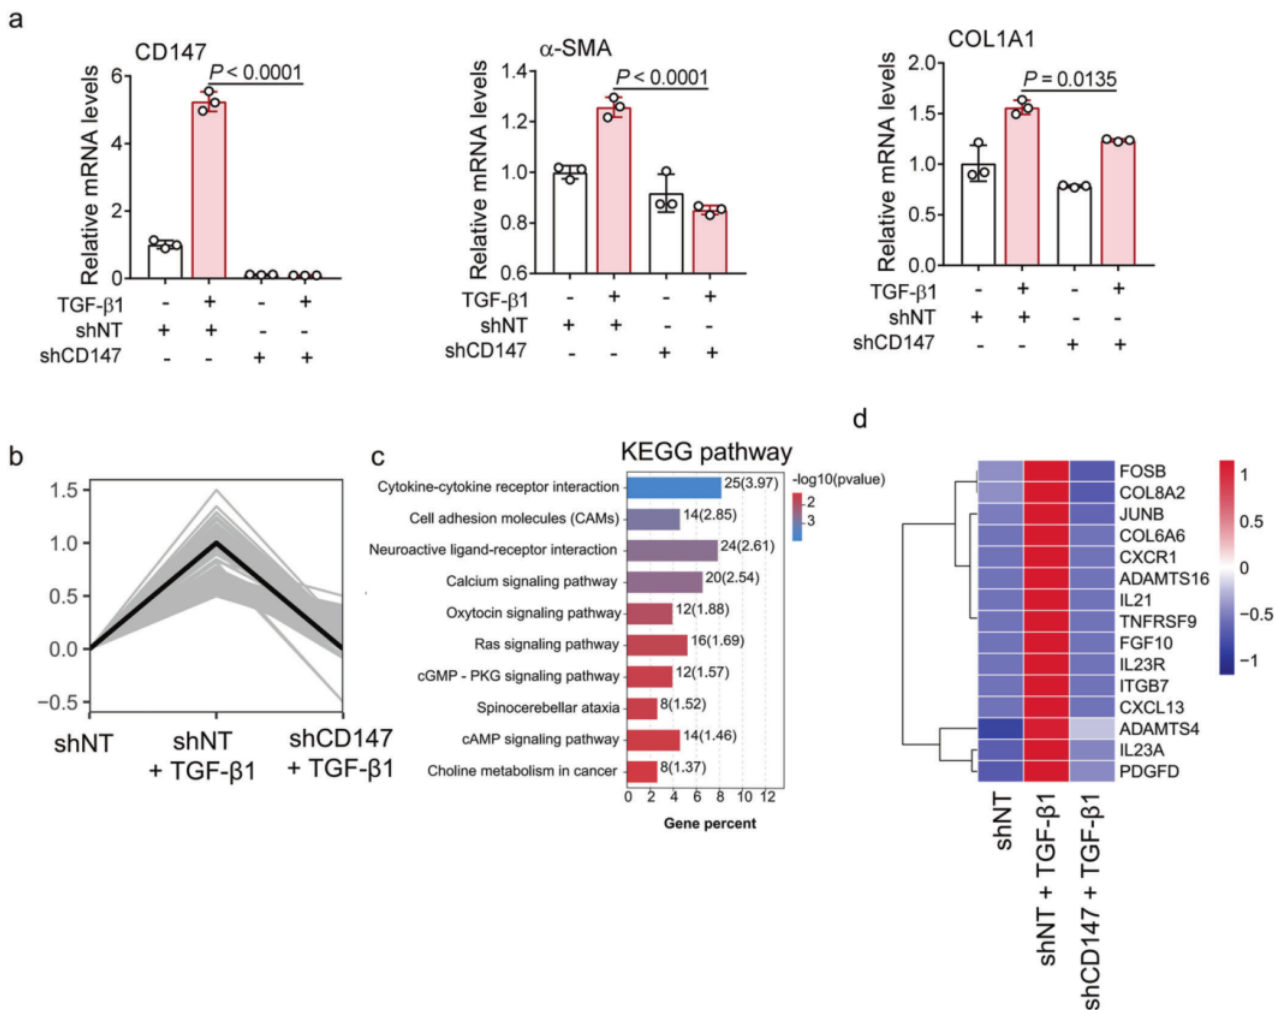 a
CD147
Relative mRNA levels
P < 0.0001
6
4
2
0
TGF-β1 - + - +
shNT + + - -
shCD147 - - + +
α-SMA
Relative mRNA levels
P < 0.0001
1.4
1.2
1.0
0.8
0.6
TGF-β1 - + - +
shNT + + - -
shCD147 - - + +
COL1A1
Relative mRNA levels
P = 0.0135
2.0
1.5
1.0
0.5
0.0
TGF-β1 - + - +
shNT + + - -
shCD147 - - + +
b
1.5
1.0
0.5
0.0
−0.5
shNT
shNT
+ TGF-β1
shCD147
+ TGF-β1
c
KEGG pathway
Cytokine-cytokine receptor interaction 25(3.97)
Cell adhesion molecules (CAMs) 14(2.85)
Neuroactive ligand-receptor interaction 24(2.61)
Calcium signaling pathway 20(2.54)
Oxytocin signaling pathway 12(1.88)
Ras signaling pathway 16(1.69)
cGMP - PKG signaling pathway 12(1.57)
Spinocerebellar ataxia 8(1.52)
cAMP signaling pathway 14(1.46)
Choline metabolism in cancer 8(1.37)
0 2 4 6 8 10 12
Gene percent
-log10(pvalue)
2
3
d
FOSB
COL8A2
JUNB
COL6A6
CXCR1
ADAMTS16
IL21
TNFRSF9
FGF10
IL23R
ITGB7
CXCL13
ADAMTS4
IL23A
PDGFD
shNT
shNT + TGF-β1
shCD147 + TGF-β1
1
0.5
0
−0.5
−1